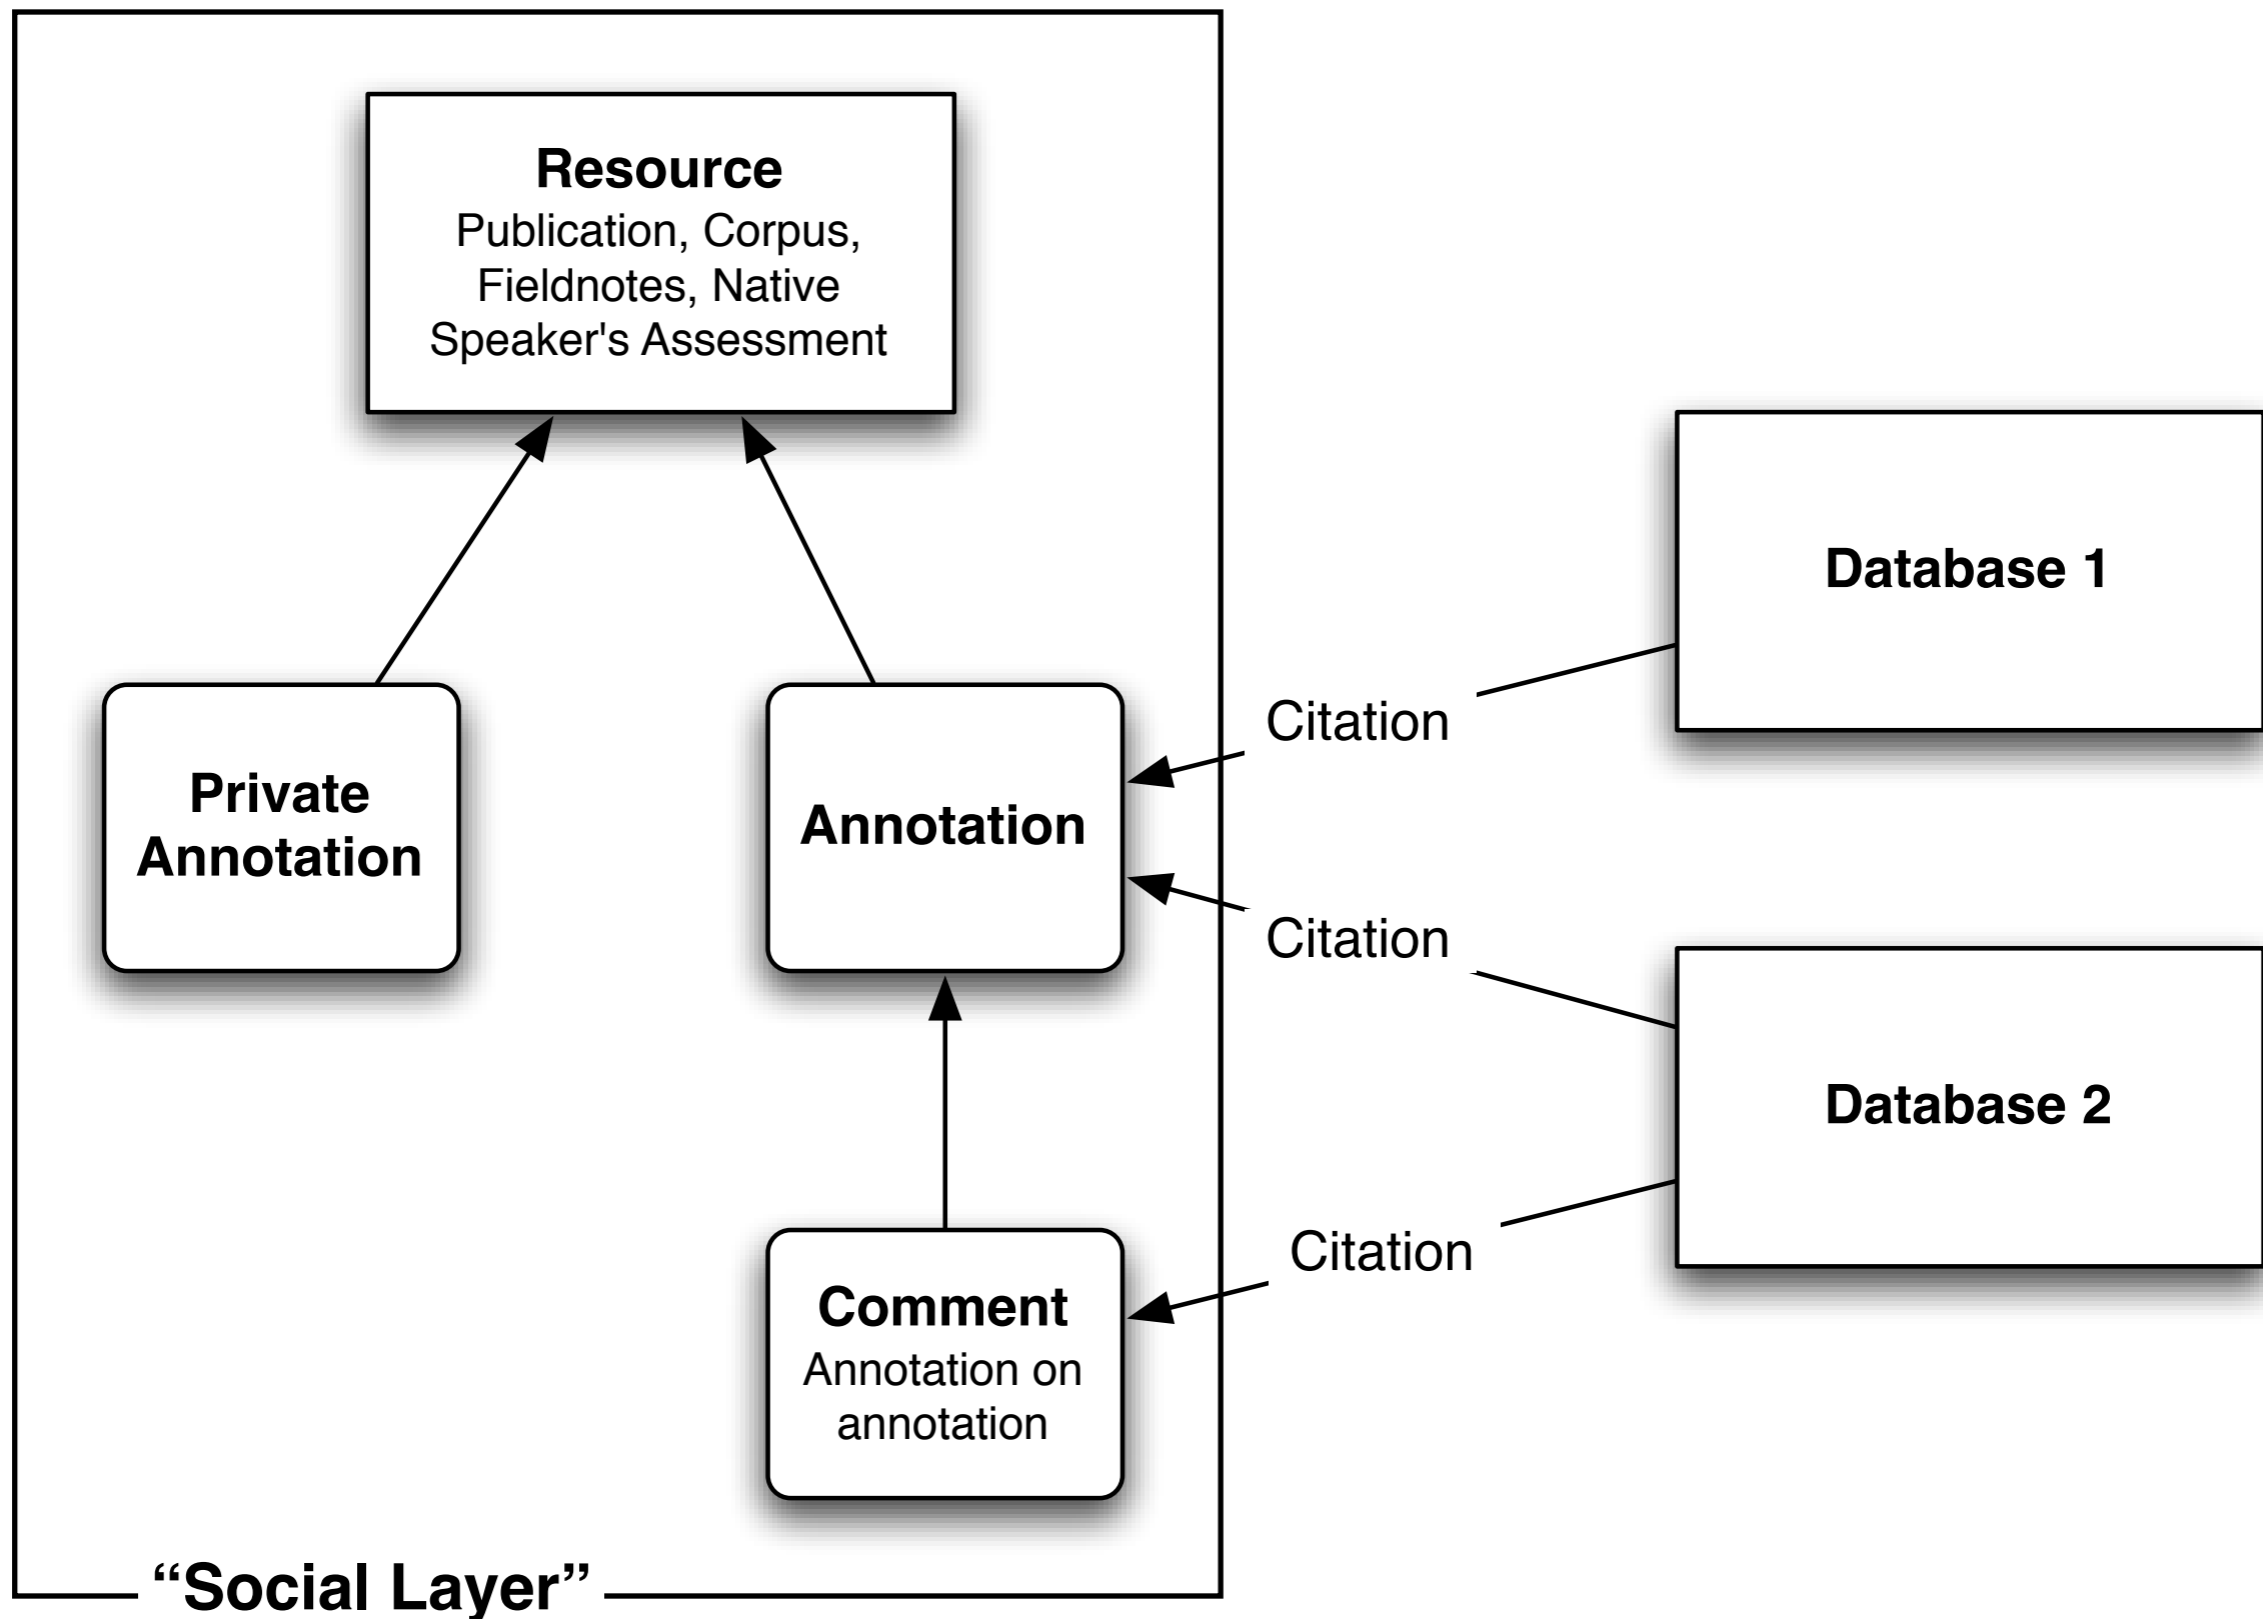 Resource
Publication, Corpus,
Fieldnotes, Native
Speaker's Assessment
Private
Annotation
Annotation
Comment
Annotation on
annotation
“Social Layer”
Citation
Citation
Citation
Database 1
Database 2